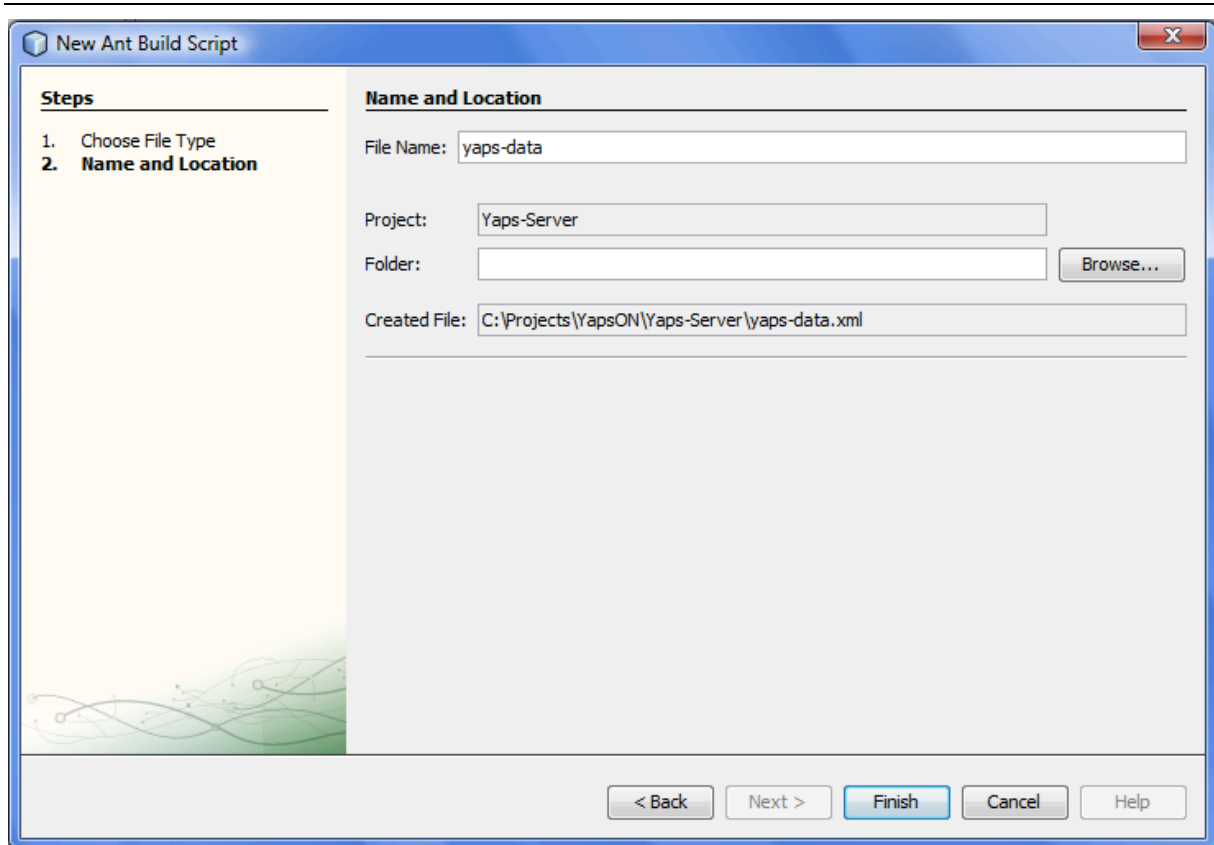 New Ant Build Script
Steps
1. Choose File Type
2. Name and Location
Name and Location
File Name: yaps-data
Project: Yaps-Server
Folder: Browse...
Created File: C:\Projects\YapsON\Yaps-Server\yaps-data.xml
< Back Next > Finish Cancel Help